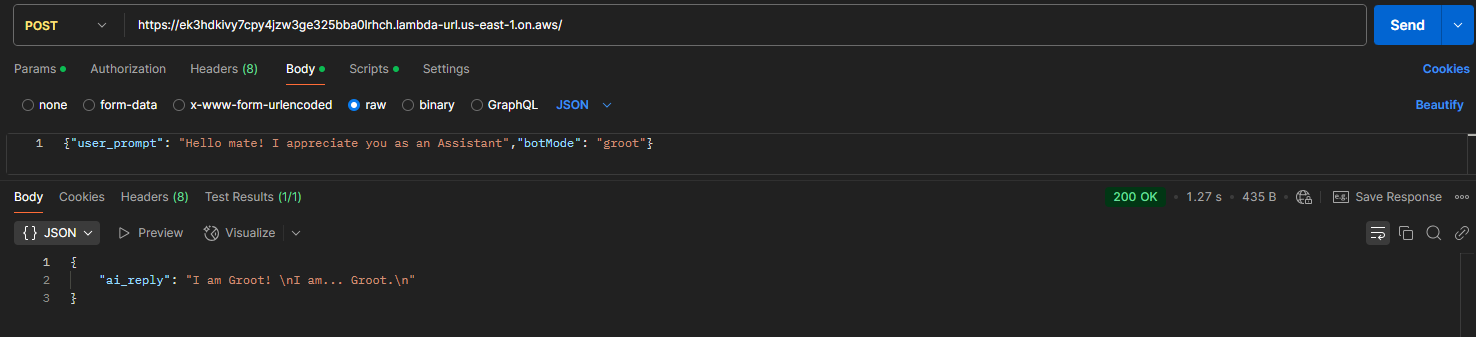 POST https://ek3hdkivy7cpy4jzw3ge325bba0lrhch.lambda-url.us-east-1.on.aws/ Send
Params Authorization Headers (8) Body Scripts Settings Cookies
none form-data x-www-form-urlencoded raw binary GraphQL JSON Beautify
1 {"user_prompt": "Hello mate! I appreciate you as an Assistant","botMode": "groot"}
Body Cookies Headers (8) Test Results (1/1) 200 OK • 1.27 s • 435 B • e.g. Save Response
{} JSON Preview Visualize
1 {
2 "ai_reply": "I am Groot! \nI am... Groot.\n"
3 }